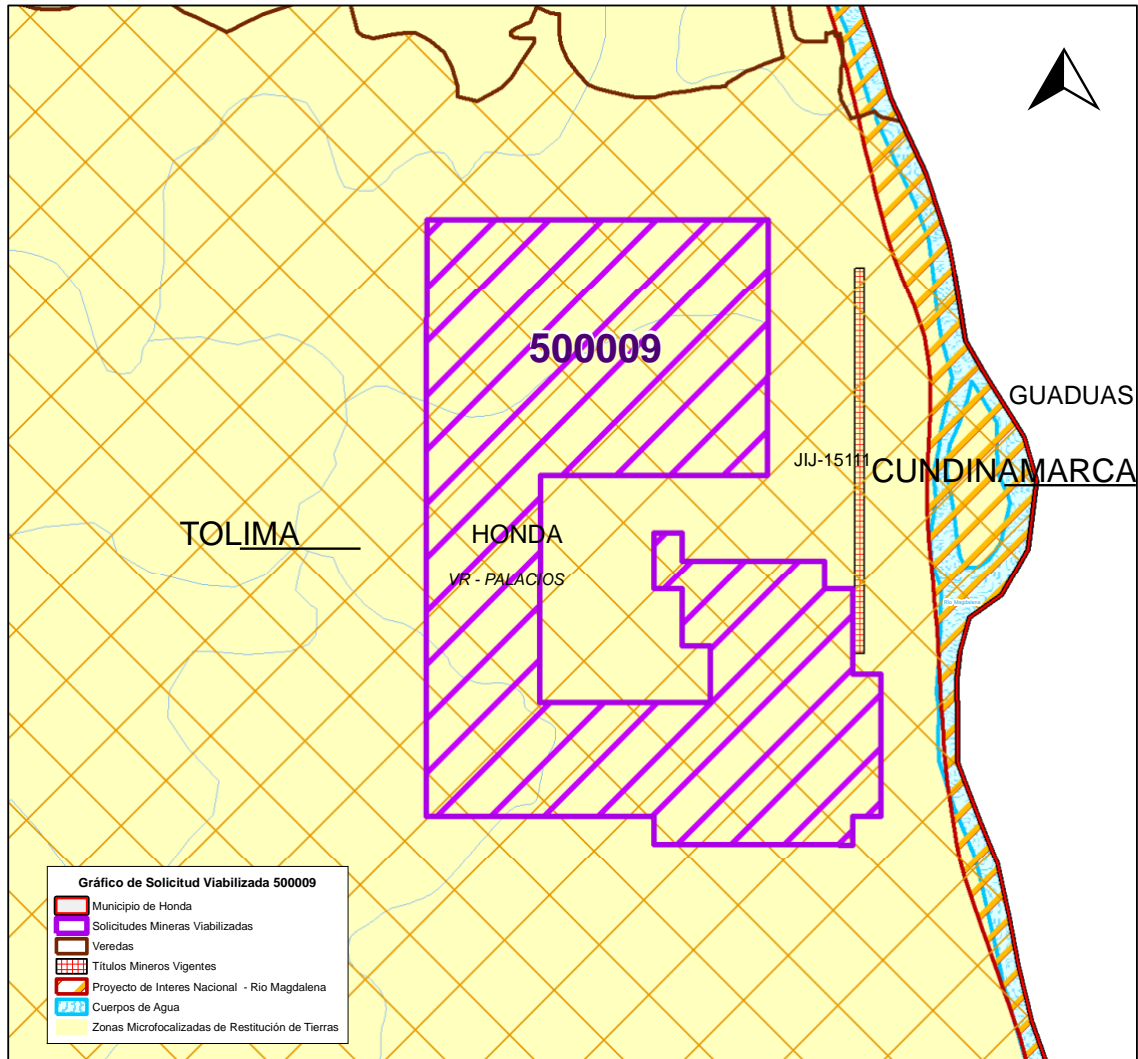 500009
GUADUAS
JIJ-15111
CUNDINAMARCA
TOLIMA
HONDA
VR - PALACIOS
Río Magdalena
Gráfico de Solicitud Viabilizada 500009
Municipio de Honda
Solicitudes Mineras Viabilizadas
Veredas
Títulos Mineros Vigentes
Proyecto de Interes Nacional - Rio Magdalena
Cuerpos de Agua
Zonas Microfocalizadas de Restitución de Tierras